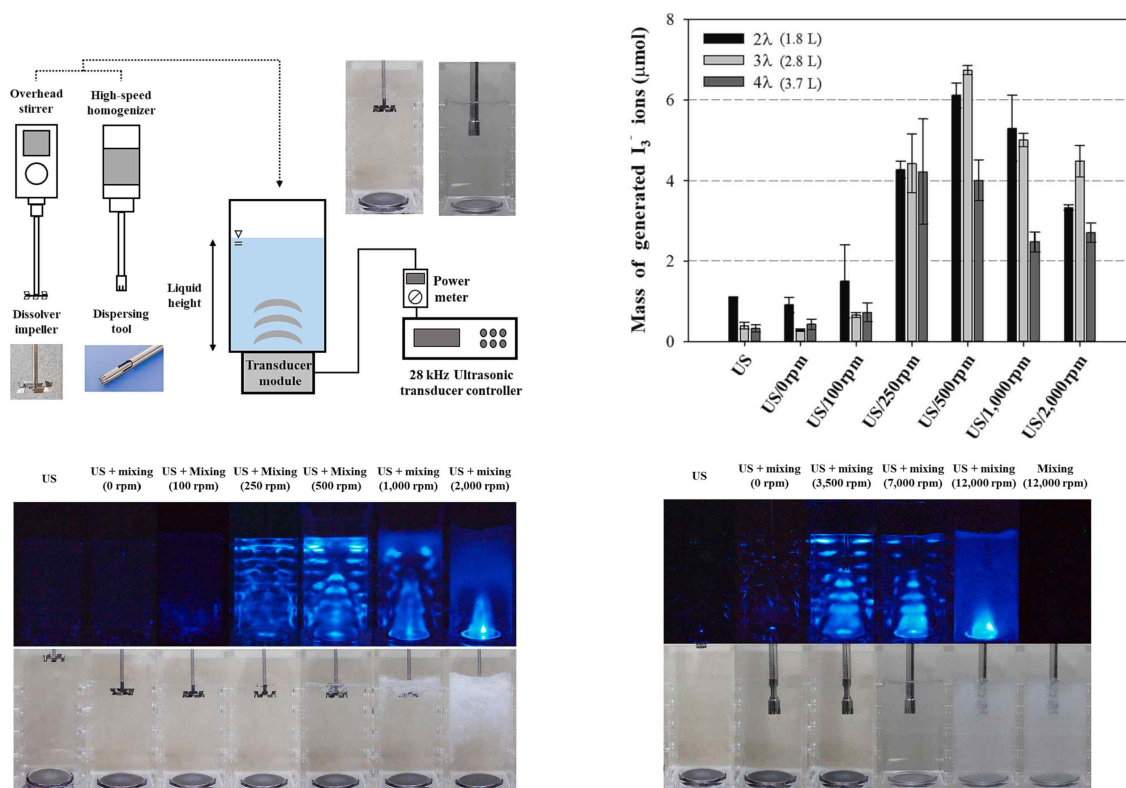 Overhead
stirrer
High-speed
homogenizer
Dissolver
impeller
Dispersing
tool
Liquid
height
Transducer
module
Power
meter
28 kHz Ultrasonic
transducer controller
Mass of generated I₃⁻ ions (μmol)
8
6
4
2
0
2λ (1.8 L)
3λ (2.8 L)
4λ (3.7 L)
US
US/0rpm
US/100rpm
US/250rpm
US/500rpm
US/1,000rpm
US/2,000rpm
US
US + mixing
(0 rpm)
US + Mixing
(100 rpm)
US + Mixing
(250 rpm)
US + Mixing
(500 rpm)
US + mixing
(1,000 rpm)
US + mixing
(2,000 rpm)
US
US + mixing
(0 rpm)
US + mixing
(3,500 rpm)
US + mixing
(7,000 rpm)
US + mixing
(12,000 rpm)
Mixing
(12,000 rpm)